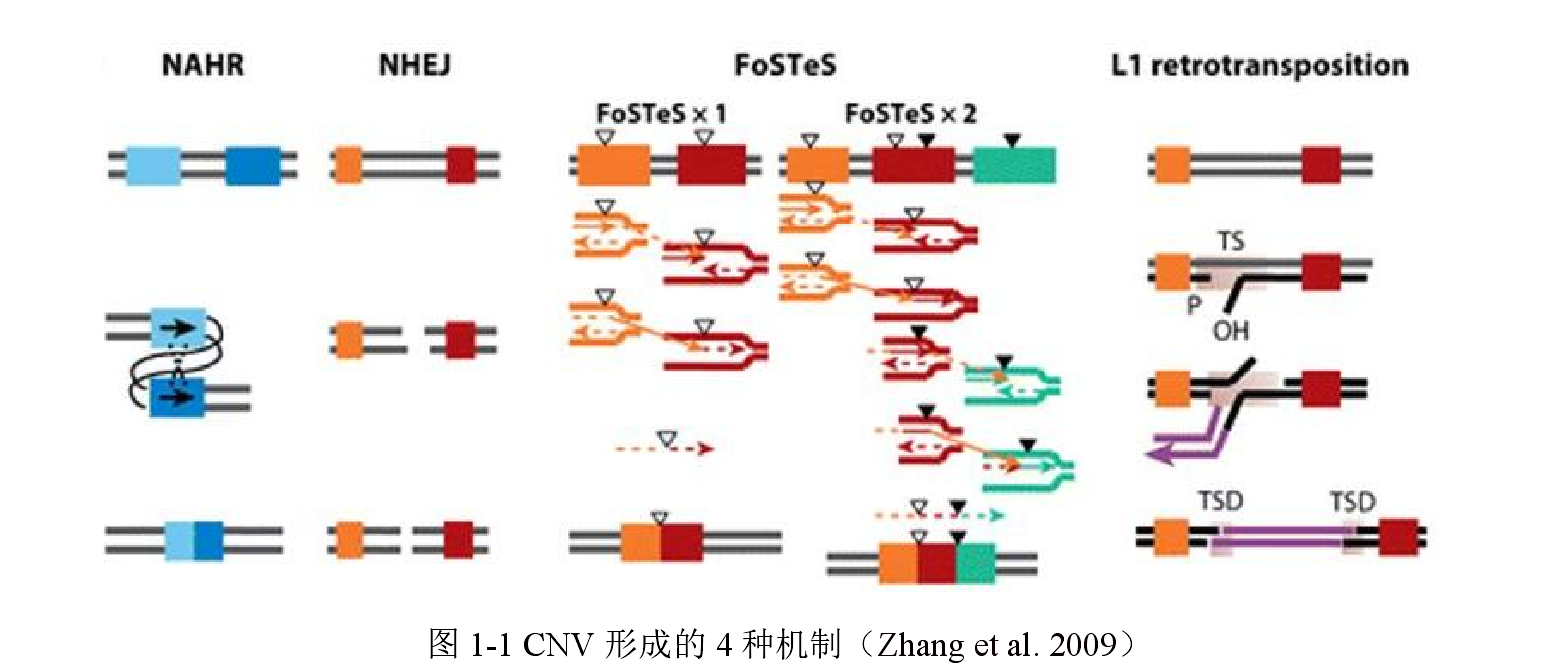 NAHR NHEJ FoSTeS L1 retrotransposition
FoSTeS × 1 FoSTeS × 2
TS
P
OH
TSD TSD
图 1-1 CNV 形成的 4 种机制（Zhang et al. 2009）